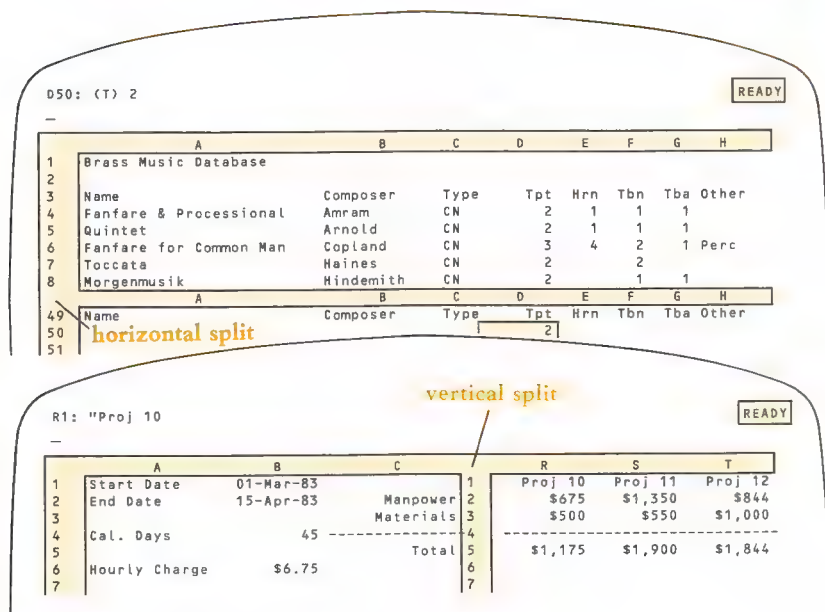 D50: (T) 2 READY
_
A B C D E F G H
1 Brass Music Database
2
3 Name Composer Type Tpt Hrn Tbn Tba Other
4 Fanfare & Processional Amram CN 2 1 1 1
5 Quintet Arnold CN 2 1 1 1
6 Fanfare for Common Man Copland CN 3 4 2 1 Perc
7 Toccata Haines CN 2 2
8 Morgenmusik Hindemith CN 2 1 1
A B C D E F G H
49 Name Composer Type Tpt Hrn Tbn Tba Other
50 2
horizontal split
51
vertical split
R1: "Proj 10 READY
_
A B C R S T
1 Start Date 01-Mar-83 1 Proj 10 Proj 11 Proj 12
2 End Date 15-Apr-83 Manpower 2 $675 $1,350 $844
3 Materials 3 $500 $550 $1,000
4 Cal. Days 45 ----------- 4 -----------------------------
5 Total 5 $1,175 $1,900 $1,844
6 Hourly Charge $6.75 6
7 7